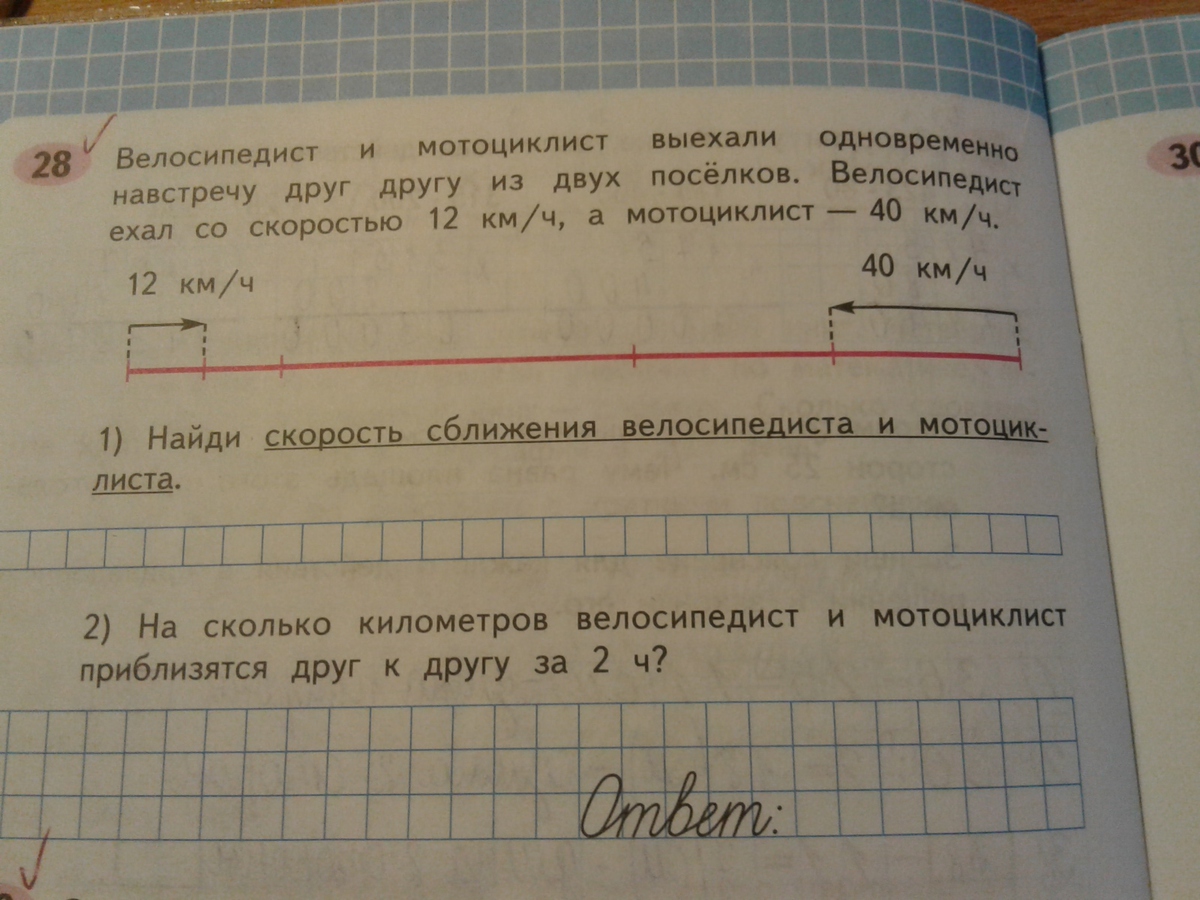 28 Велосипедист и мотоциклист выехали одновременно
навстречу друг другу из двух посёлков. Велосипедист
ехал со скоростью 12 км/ч, а мотоциклист — 40 км/ч.
12 км/ч 40 км/ч
1) Найди скорость сближения велосипедиста и мотоцик-
листа.
2) На сколько километров велосипедист и мотоциклист
приблизятся друг к другу за 2 ч?
Ответ: